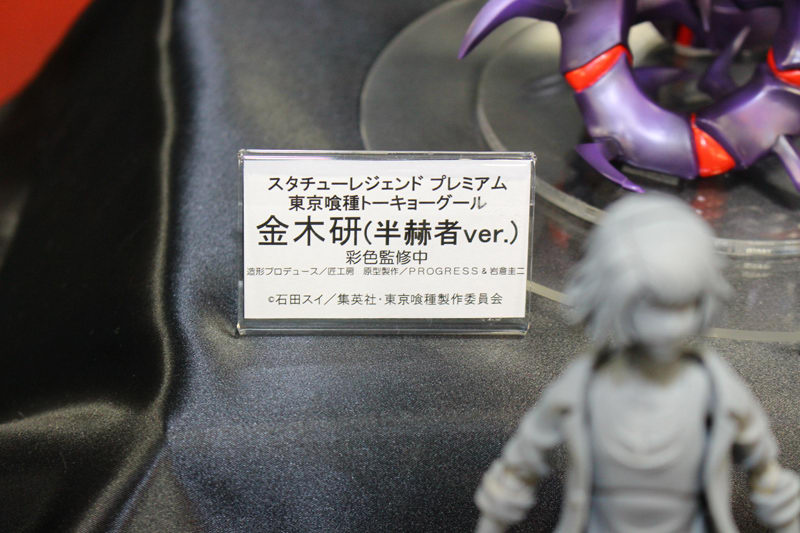 スタチューレジェンド プレミアム
東京喰種トーキョーグール
金木研(半赫者ver.)
彩色監修中
造形プロデュース／匠工房 原型製作／PROGRESS＆岩倉圭二
©石田スイ／集英社・東京喰種製作委員会